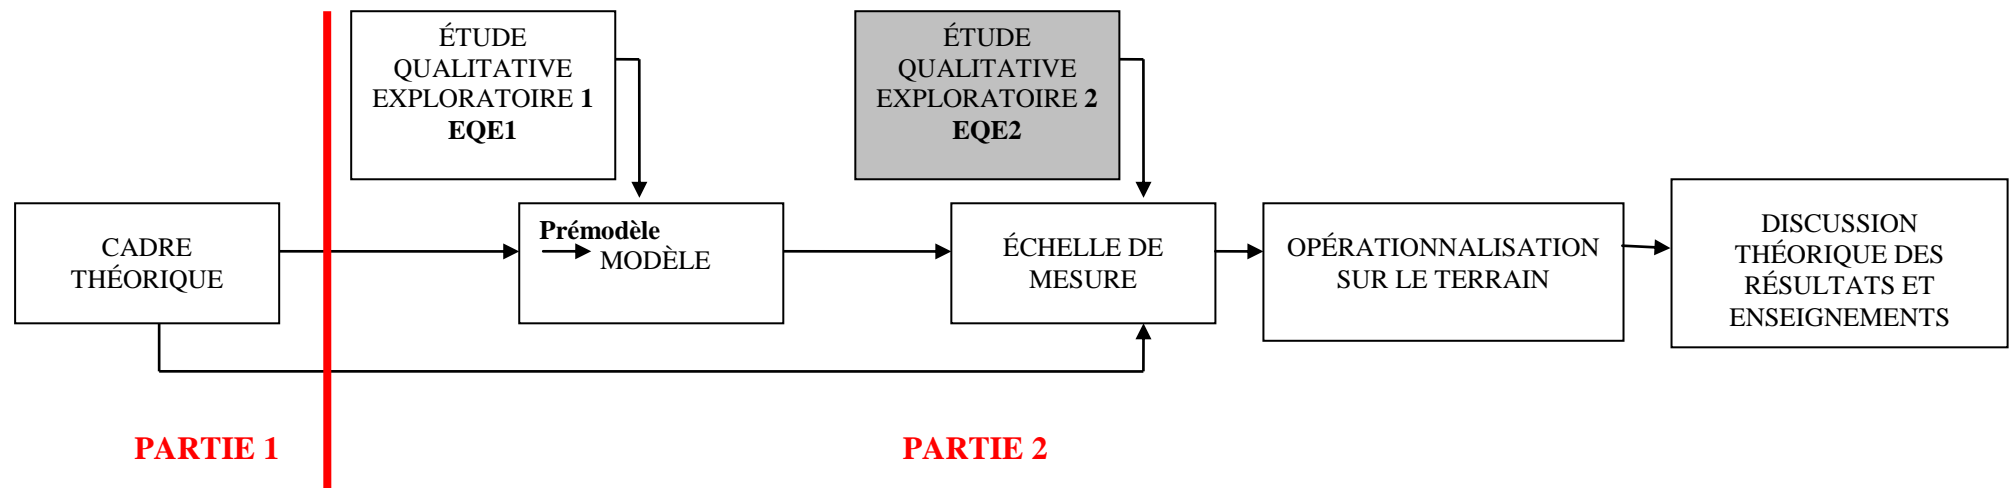 ÉTUDE
QUALITATIVE
EXPLORATOIRE 1
EQE1
ÉTUDE
QUALITATIVE
EXPLORATOIRE 2
EQE2
CADRE
THÉORIQUE
Prémodèle
MODÈLE
ÉCHELLE DE
MESURE
OPÉRATIONNALISATION
SUR LE TERRAIN
DISCUSSION
THÉORIQUE DES
RÉSULTATS ET
ENSEIGNEMENTS
PARTIE 1
PARTIE 2